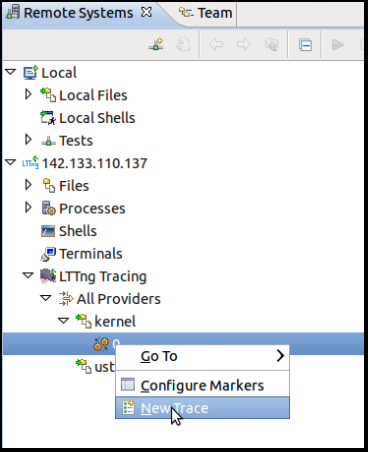 Remote Systems Team
Local
Local Files
Local Shells
Tests
LTTng 142.133.110.137
Files
Processes
Shells
Terminals
LTTng Tracing
All Providers
kernel
0
Go To
ust
Configure Markers
New Trace